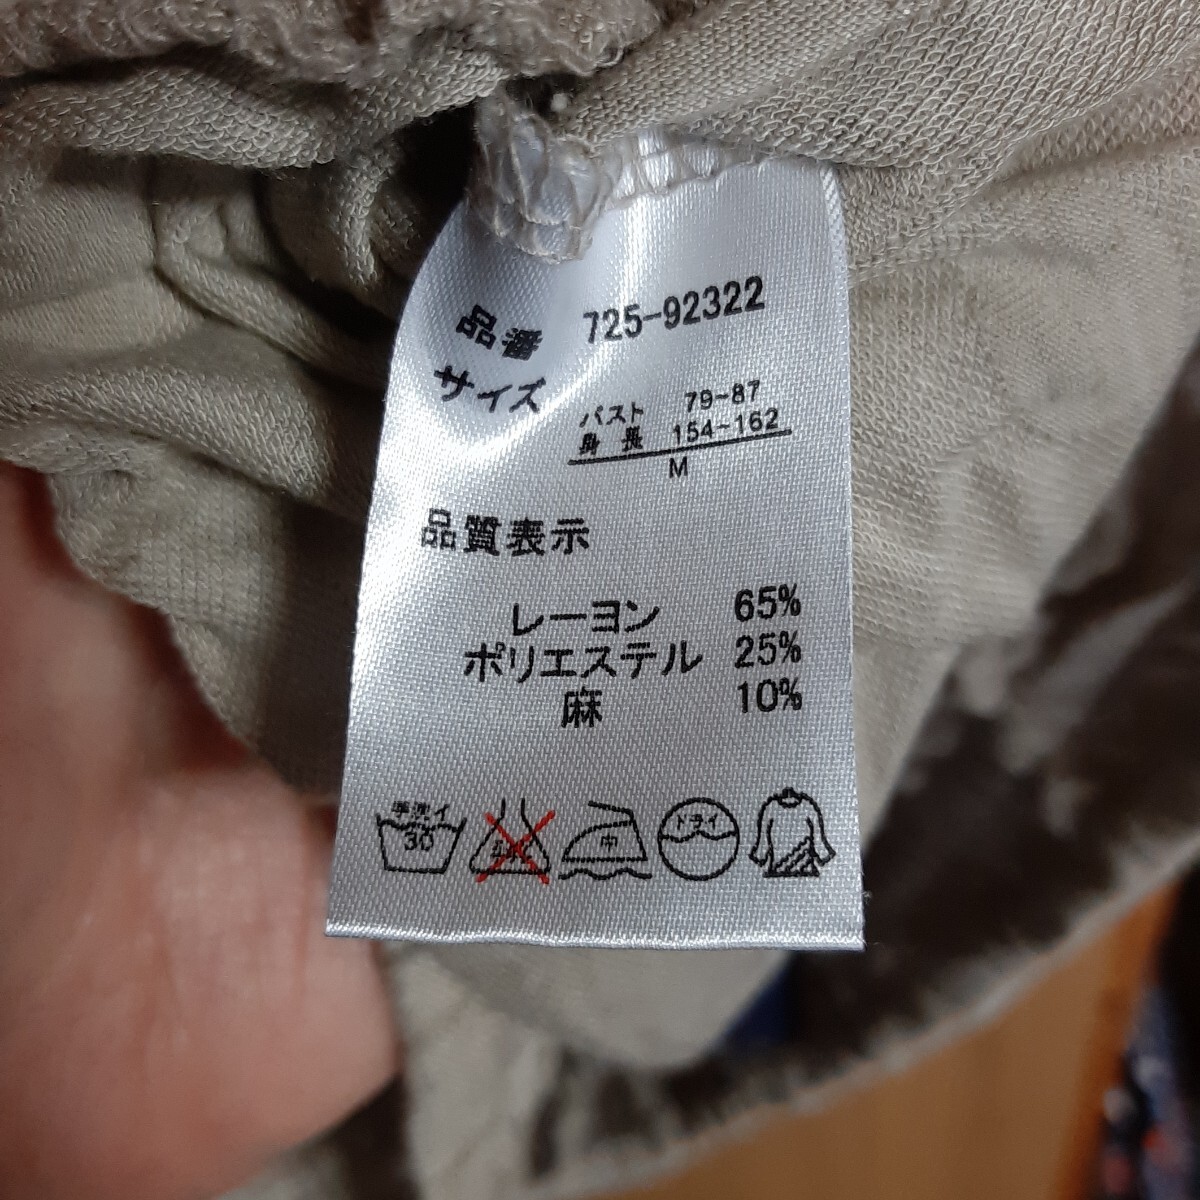 品番 725-92322
サイズ バスト 79-87
身長 154-162
M
品質表示
レーヨン 65%
ポリエステル 25%
麻 10%
手洗イ 30 中 ドライ